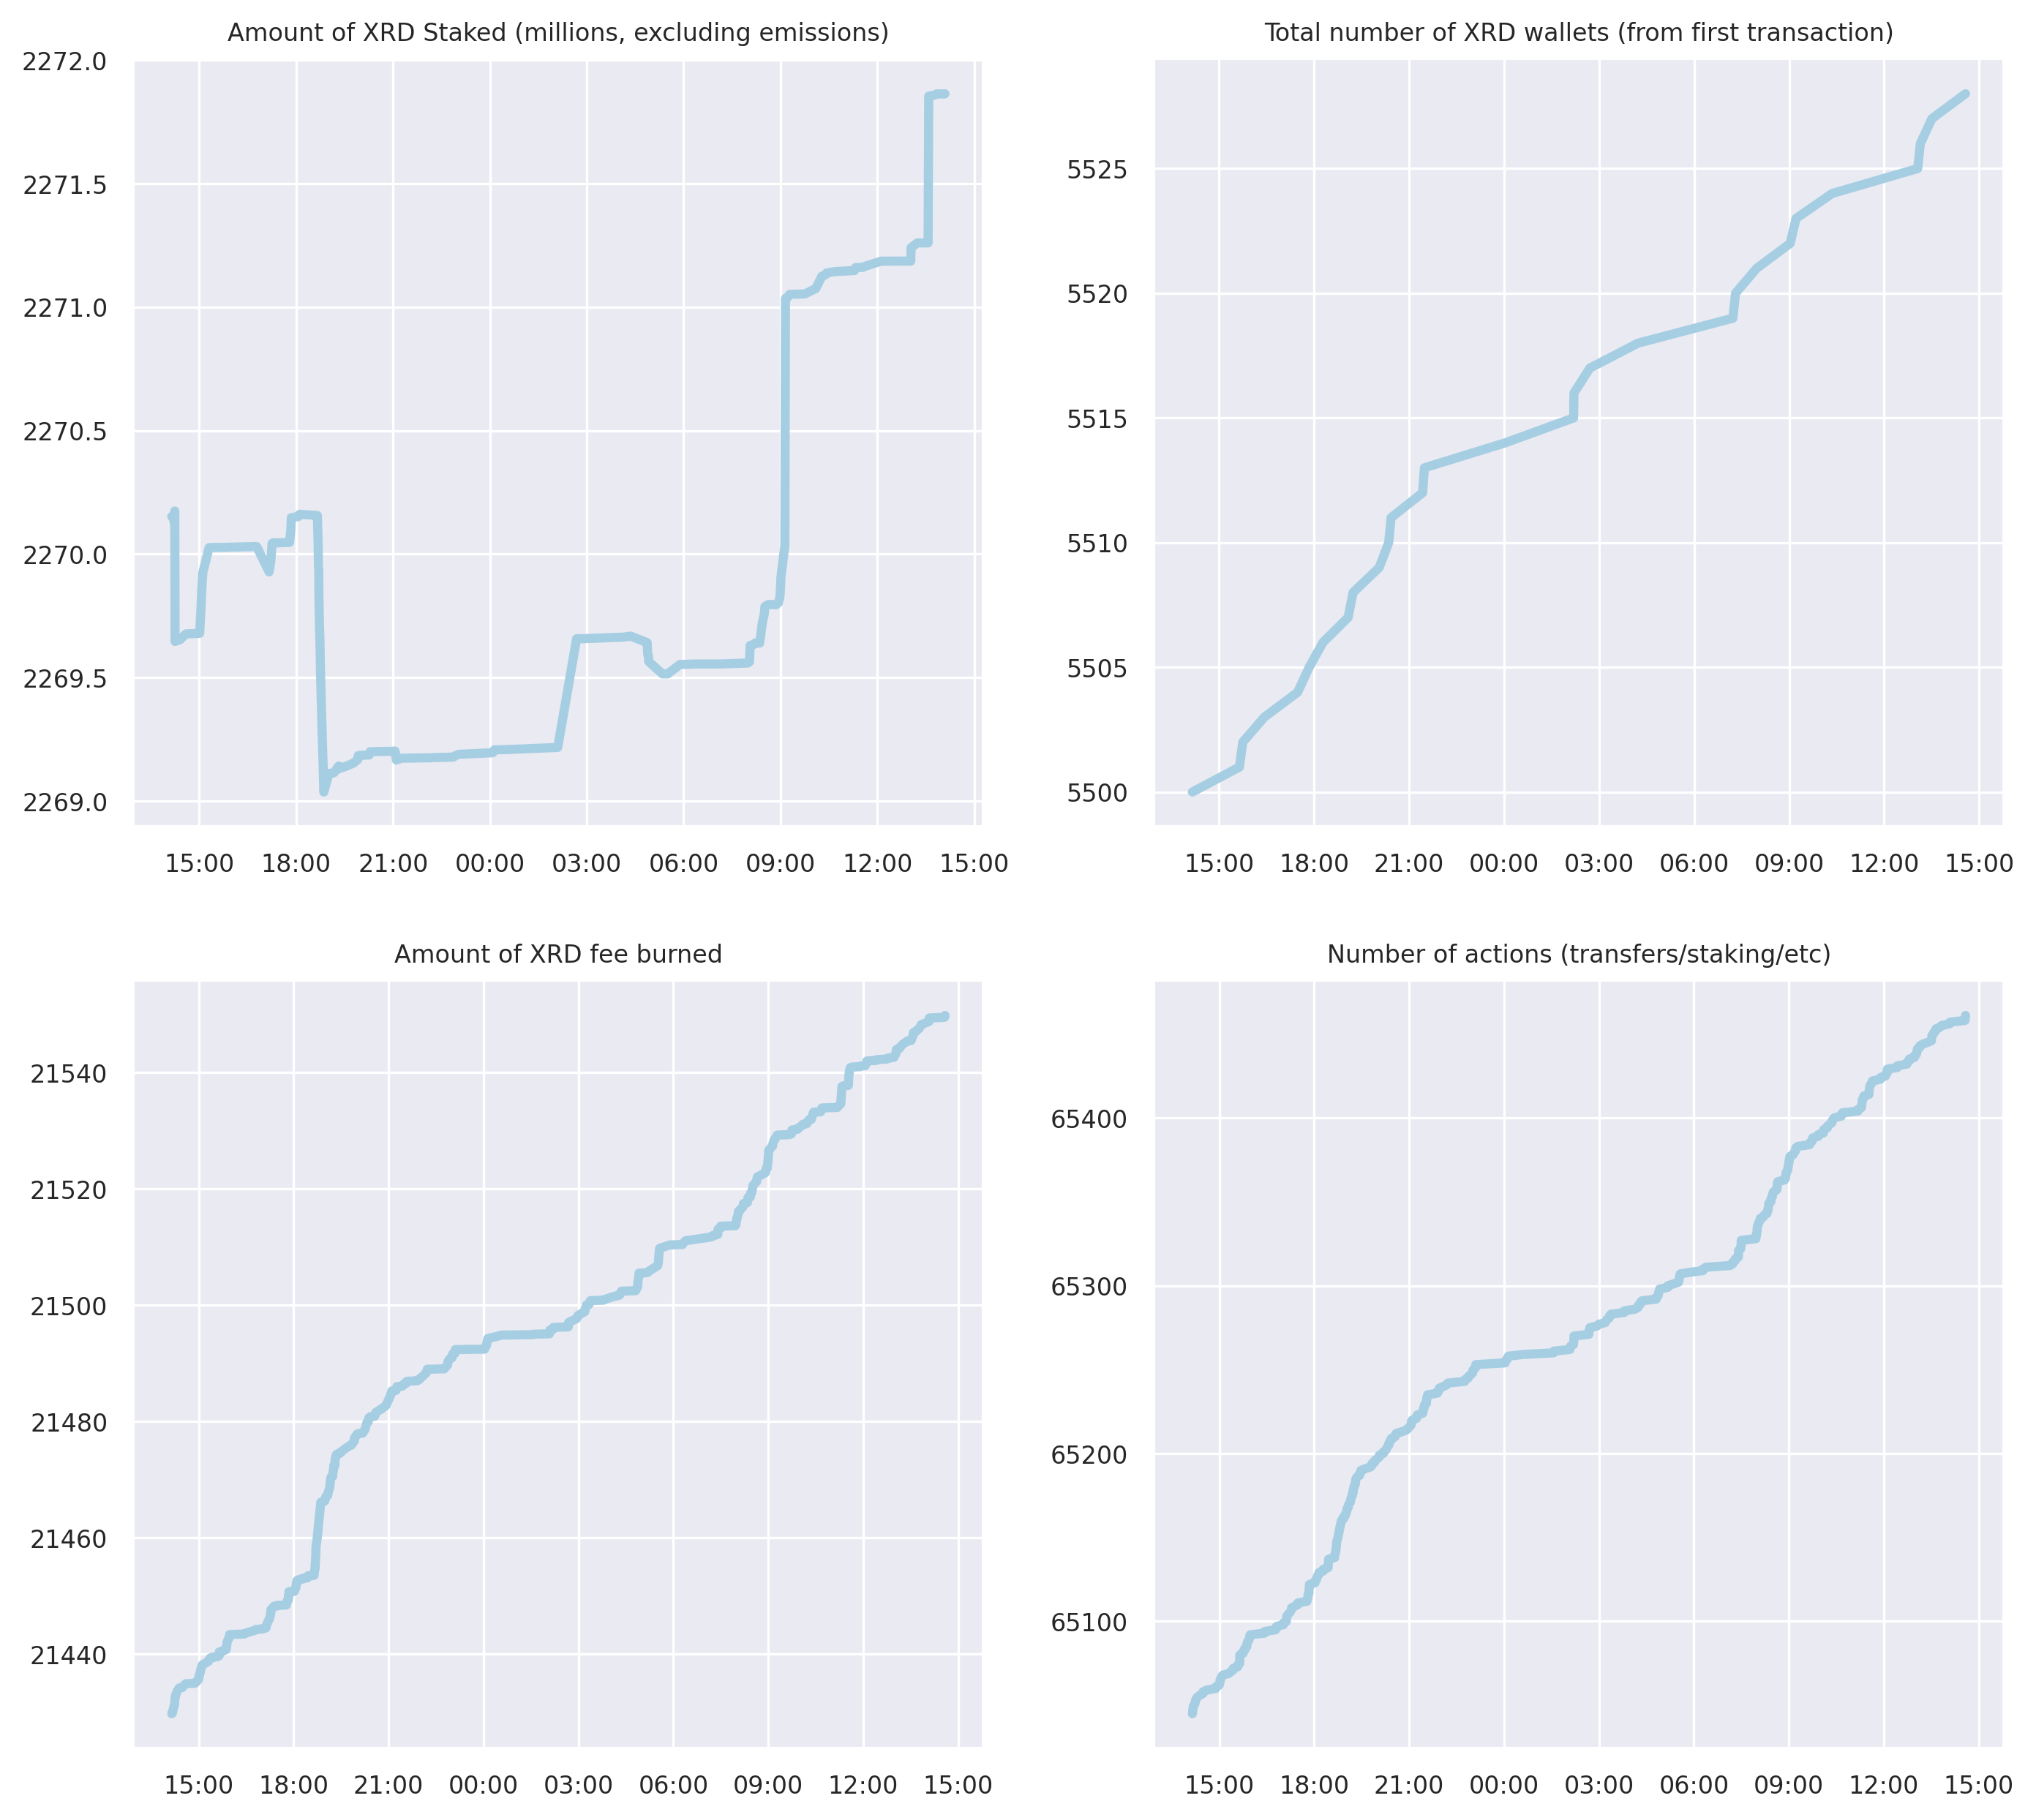 Amount of XRD Staked (millions, excluding emissions)
2272.0
2271.5
2271.0
2270.5
2270.0
2269.5
2269.0
15:00 18:00 21:00 00:00 03:00 06:00 09:00 12:00 15:00
Total number of XRD wallets (from first transaction)
5525
5520
5515
5510
5505
5500
15:00 18:00 21:00 00:00 03:00 06:00 09:00 12:00 15:00
Amount of XRD fee burned
21540
21520
21500
21480
21460
21440
15:00 18:00 21:00 00:00 03:00 06:00 09:00 12:00 15:00
Number of actions (transfers/staking/etc)
65400
65300
65200
65100
15:00 18:00 21:00 00:00 03:00 06:00 09:00 12:00 15:00